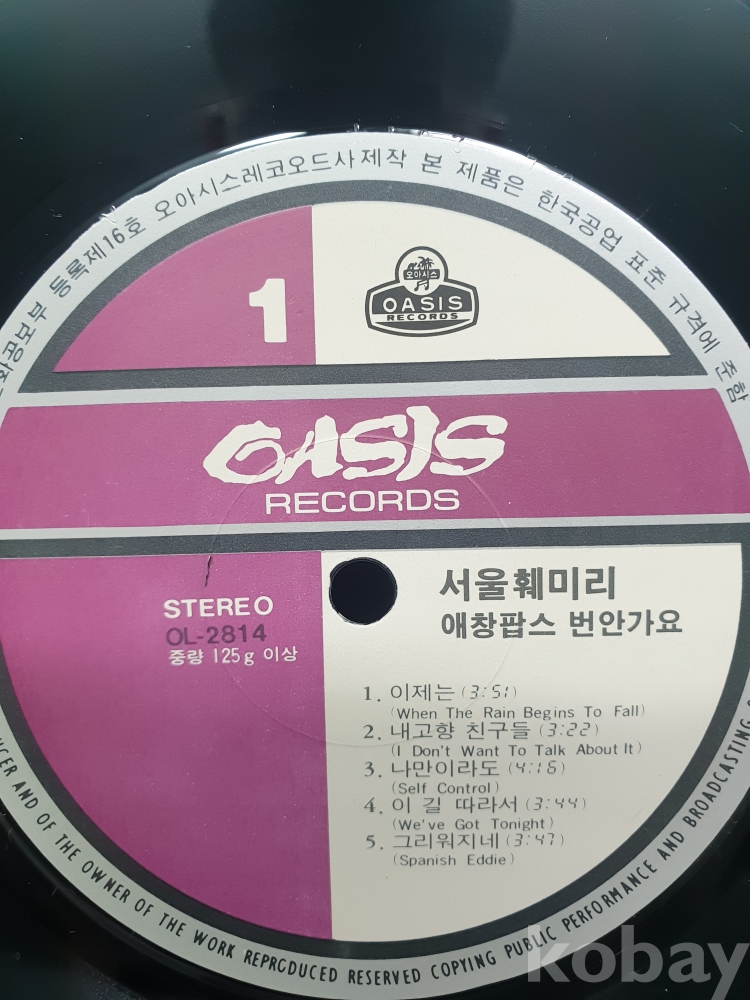 화공보부 등록제16호 오아시스레코오드사제작 본 제품은 한국공업 표준 규격에 준함
1
오아시스
OASIS
RECORDS
OASIS
RECORDS
STEREO
OL-2814
중량 125g 이상
서울훼미리
애창팝스 번안가요
1. 이제는 (3:51)
(When The Rain Begins To Fall)
2. 내고향 친구들 (3:22)
(I Don't Want To Talk About It)
3. 나만이라도 (4:16)
(Self Control)
4. 이 길 따라서 (3:44)
(We've Got Tonight)
5. 그리워지네 (3:47)
(Spanish Eddie)
CER AND OF THE OWNER OF THE WORK REPRODUCED RESERVED COPYING PUBLIC PERFORMANCE AND BROADCASTING
kobay